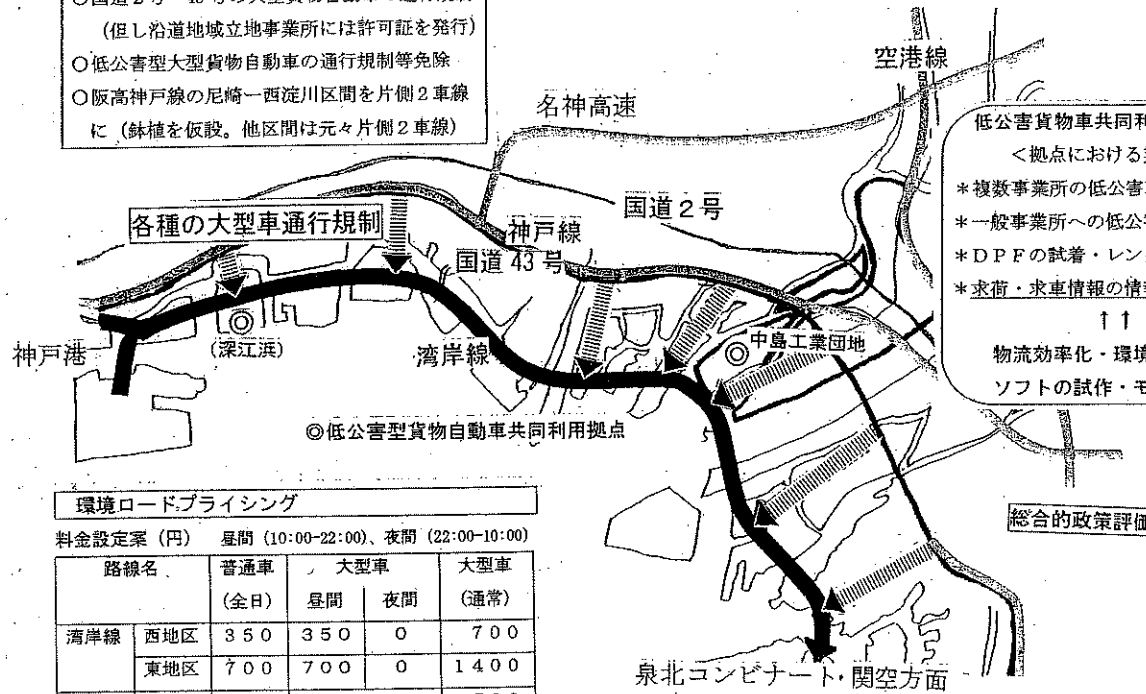 (但し沿道地域立地事業所には許可証を発行)
○低公害型大型貨物自動車の通行規制等免除
○阪高神戸線の尼崎ー西淀川区間を片側2車線
に (鉢植を仮設。他区間は元々片側2車線)
空港線
名神高速
低公害貨物車共同利
<拠点における
*複数事業所の低公害
*一般事業所への低公
*DPFの試着・レン
*求荷・求車情報の情
↑↑
物流効率化・環境
ソフトの試作・モ
国道2号
各種の大型車通行規制
神戸線
国道43号
神戸港
(深江浜)
湾岸線
中島工業団地
◎低公害型貨物自動車共同利用拠点
環境ロードプライシング
料金設定案 (円) 昼間 (10:00-22:00)、夜間 (22:00-10:00)
路線名 普通車 大型車 大型車
(全日) 昼間 夜間 (通常)
湾岸線 西地区 350 350 0 700
東地区 700 700 0 1400
総合的政策評価
泉北コンビナート・関空方面